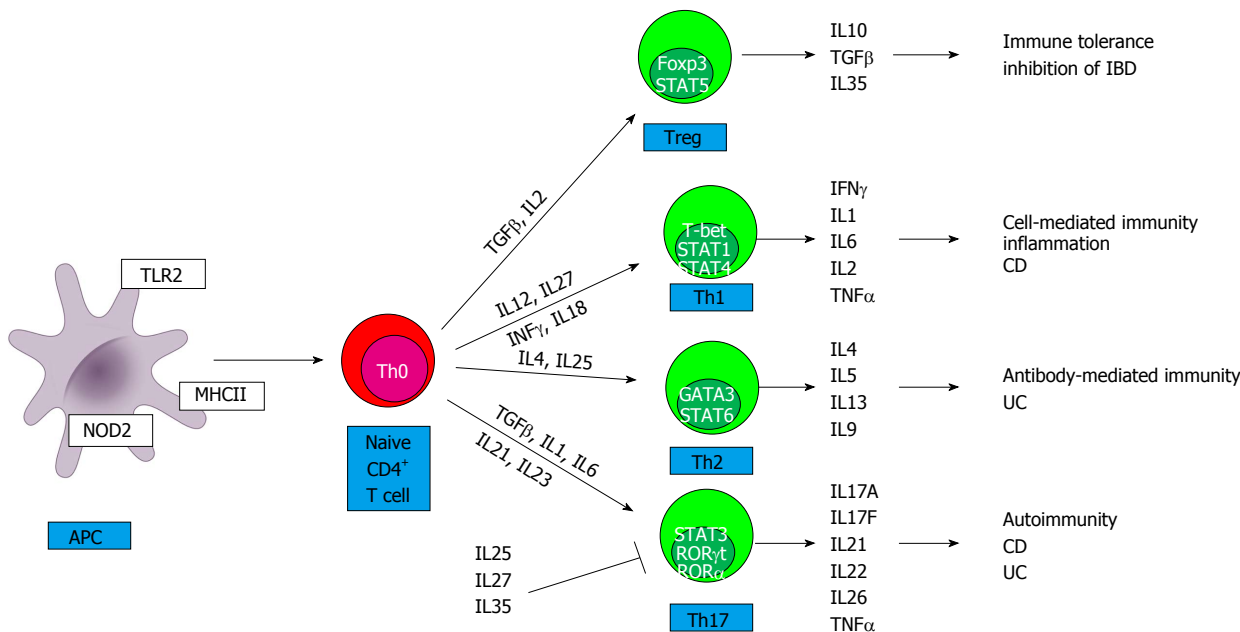 TLR2
MHCII
NOD2
APC
Th0
Naive
CD4⁺
T cell
TGFβ, IL2
IL12, IL27
INFγ, IL18
IL4, IL25
TGFβ, IL1, IL6
IL21, IL23
IL25
IL27
IL35
Foxp3
STAT5
Treg
IL10
TGFβ
IL35
Immune tolerance
inhibition of IBD
T-bet
STAT1
STAT4
Th1
IFNγ
IL1
IL6
IL2
TNFα
Cell-mediated immunity
inflammation
CD
GATA3
STAT6
Th2
IL4
IL5
IL13
IL9
Antibody-mediated immunity
UC
STAT3
RORγt
RORα
Th17
IL17A
IL17F
IL21
IL22
IL26
TNFα
Autoimmunity
CD
UC